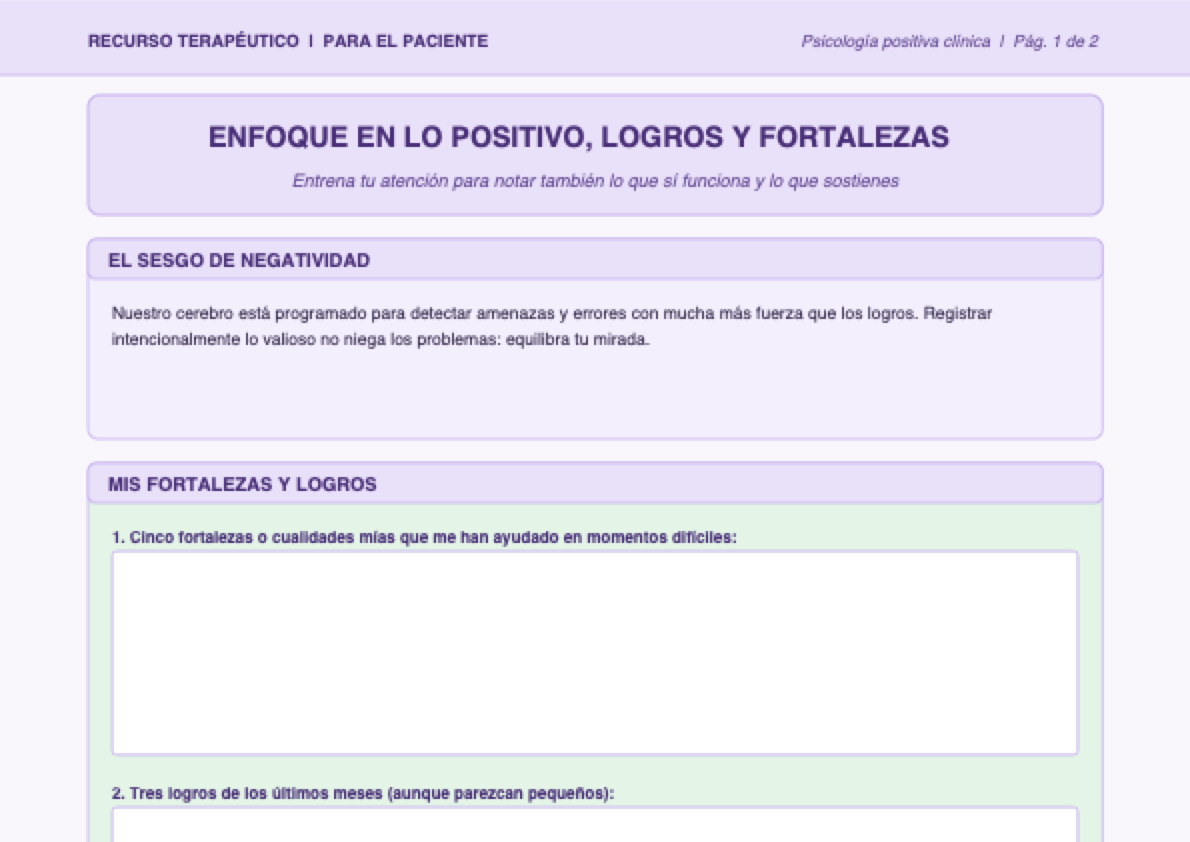 RECURSO TERAPÉUTICO | PARA EL PACIENTE
Psicología positiva clínica | Pág. 1 de 2
ENFOQUE EN LO POSITIVO, LOGROS Y FORTALEZAS
Entrena tu atención para notar también lo que sí funciona y lo que sostienes
EL SESGO DE NEGATIVIDAD
Nuestro cerebro está programado para detectar amenazas y errores con mucha más fuerza que los logros. Registrar
intencionalmente lo valioso no niega los problemas: equilibra tu mirada.
MIS FORTALEZAS Y LOGROS
1. Cinco fortalezas o cualidades mías que me han ayudado en momentos difíciles:
2. Tres logros de los últimos meses (aunque parezcan pequeños):